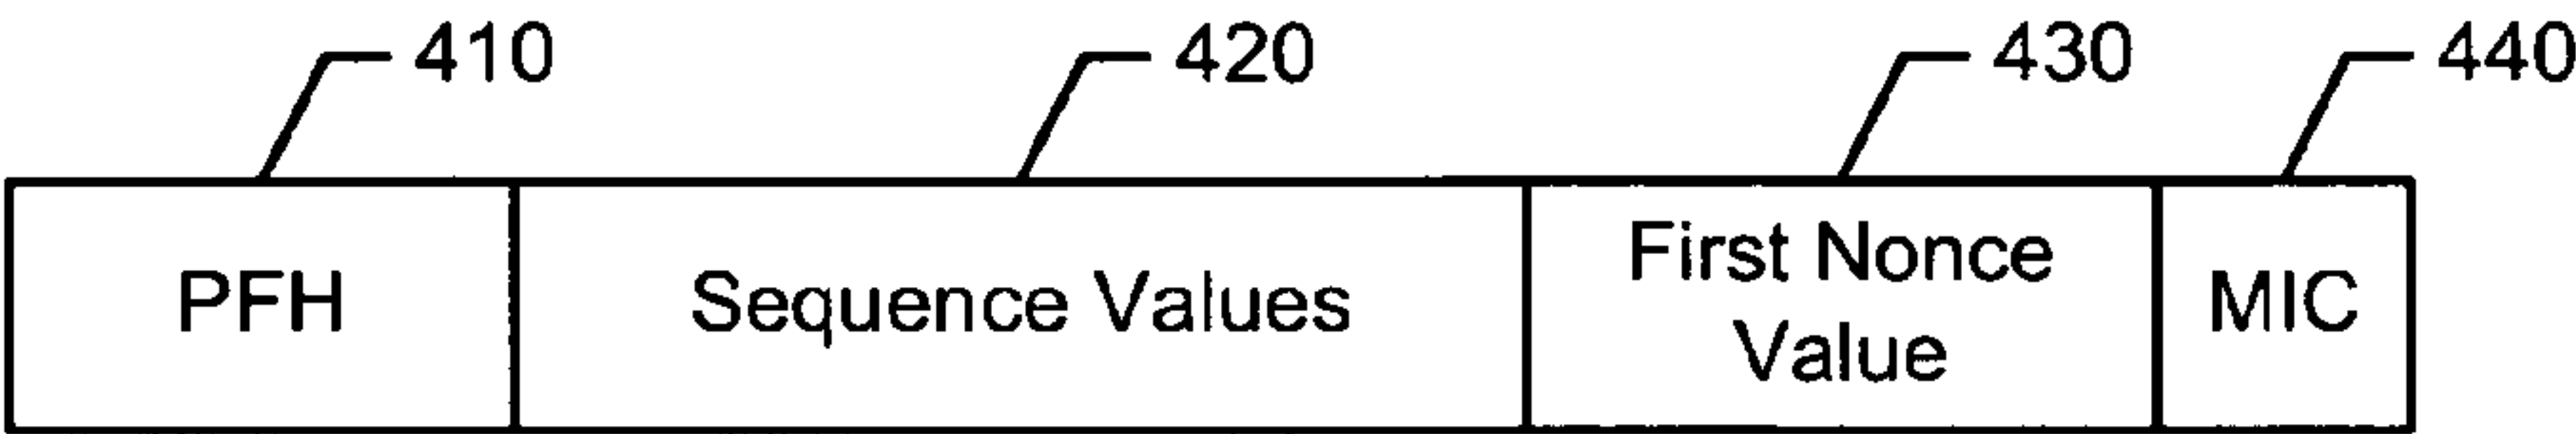 410
420
430
440
PFH
Sequence Values
First Nonce
Value
MIC